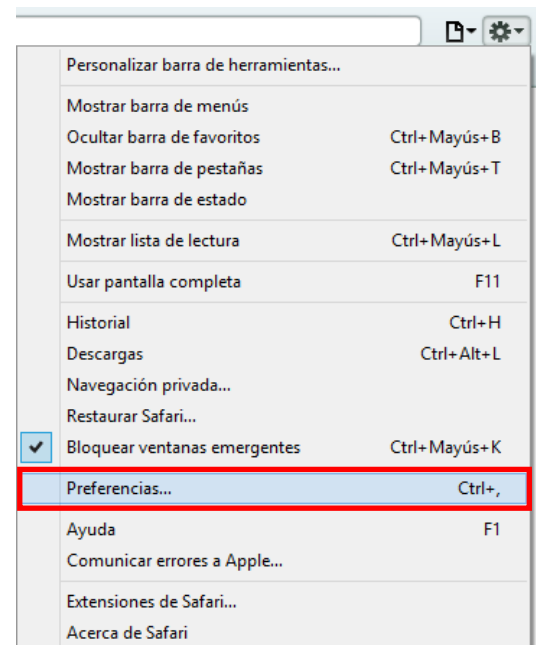 Personalizar barra de herramientas...
Mostrar barra de menús
Ocultar barra de favoritos Ctrl+Mayús+B
Mostrar barra de pestañas Ctrl+Mayús+T
Mostrar barra de estado
Mostrar lista de lectura Ctrl+Mayús+L
Usar pantalla completa F11
Historial Ctrl+H
Descargas Ctrl+Alt+L
Navegación privada...
Restaurar Safari...
Bloquear ventanas emergentes Ctrl+Mayús+K
Preferencias... Ctrl+,
Ayuda F1
Comunicar errores a Apple...
Extensiones de Safari...
Acerca de Safari